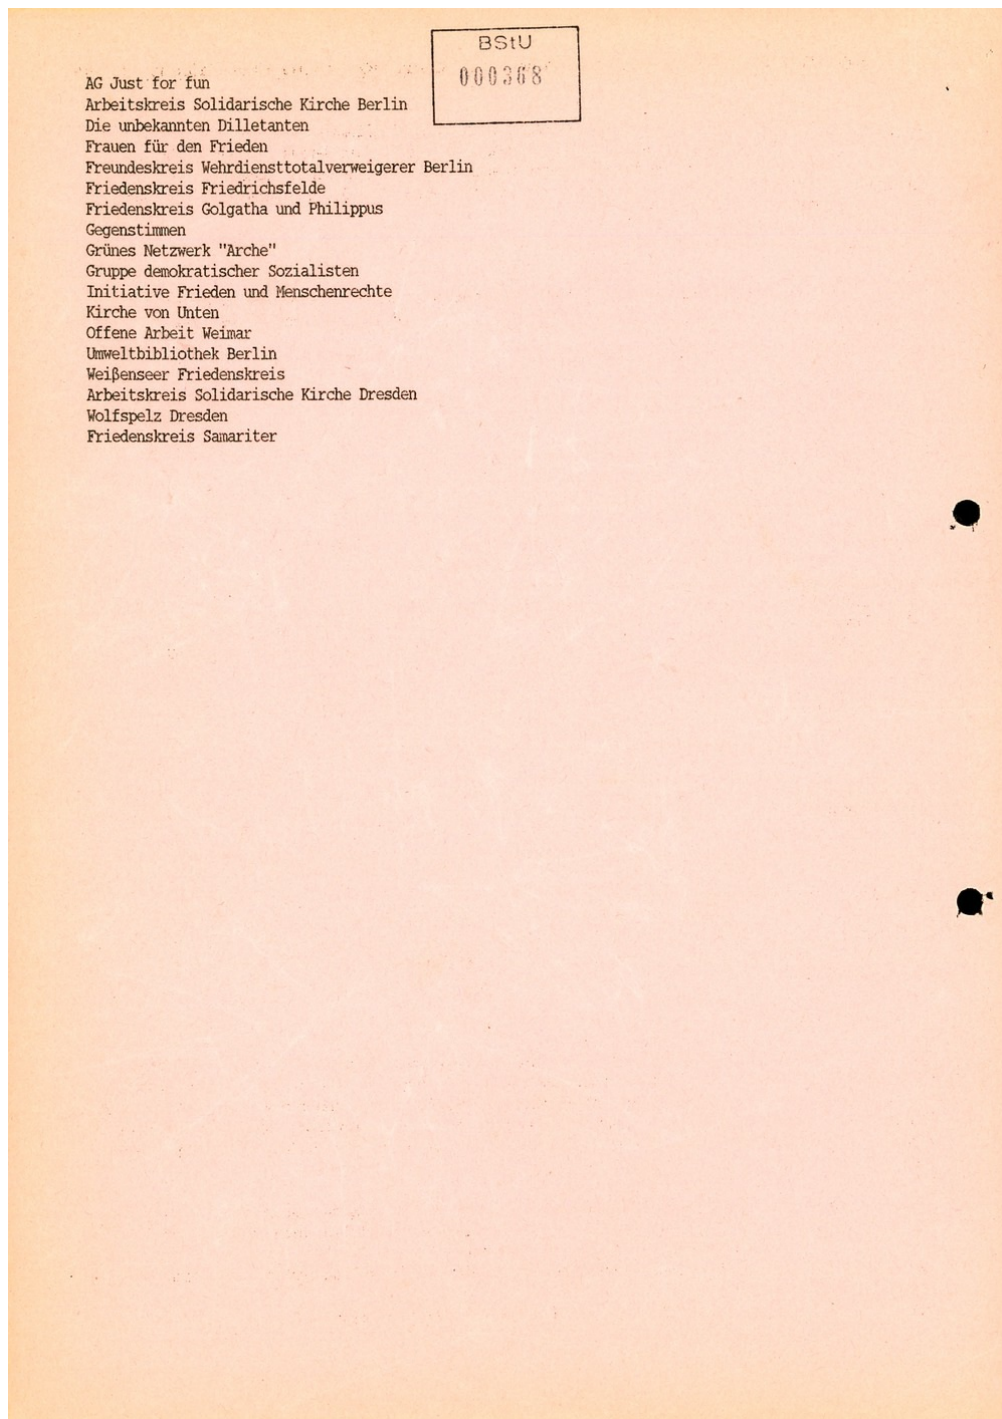 BStU
000368
AG Just for fun
Arbeitskreis Solidarische Kirche Berlin
Die unbekannten Dilletanten
Frauen für den Frieden
Freundeskreis Wehrdiensttotalverweigerer Berlin
Friedenskreis Friedrichsfelde
Friedenskreis Golgatha und Philippus
Gegenstimmen
Grünes Netzwerk "Arche"
Gruppe demokratischer Sozialisten
Initiative Frieden und Menschenrechte
Kirche von Unten
Offene Arbeit Weimar
Umweltbibliothek Berlin
Weißenseer Friedenskreis
Arbeitskreis Solidarische Kirche Dresden
Wolfspelz Dresden
Friedenskreis Samariter